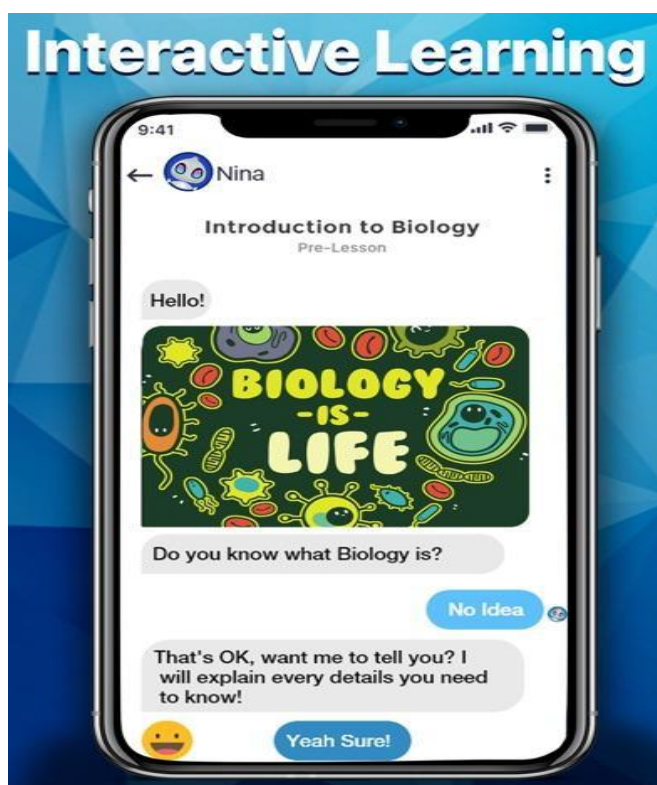 Interactive Learning
9:41
Nina
Introduction to Biology
Pre-Lesson
Hello!
BIOLOGY
-IS-
LIFE
Do you know what Biology is?
No Idea
That's OK, want me to tell you? I
will explain every details you need
to know!
Yeah Sure!